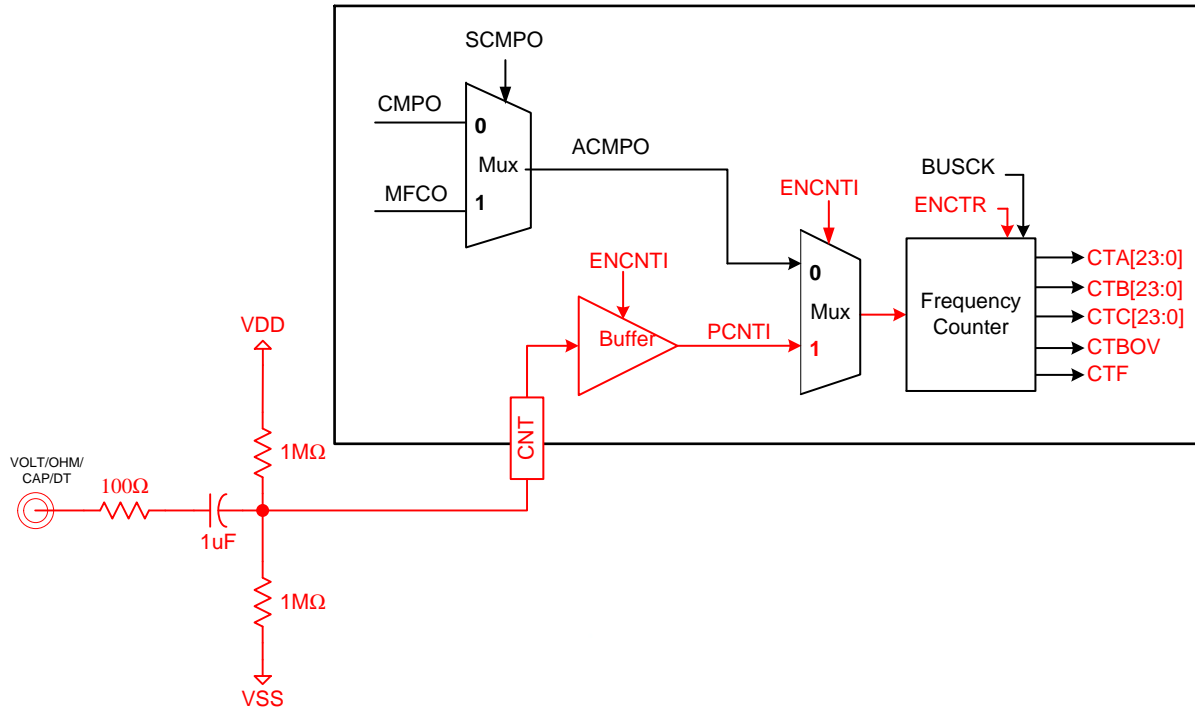 SCMPO
CMPO
0
Mux
ACMPO
MFCO
1
BUSCK
ENCNTI
ENCTR
ENCNTI
0
CTA[23:0]
CTB[23:0]
Frequency
Counter
Mux
CTC[23:0]
VDD
Buffer
PCNTI
1
CTBOV
CTF
CNT
1MΩ
VOLT/OHM/
CAP/DT
100Ω
1uF
1MΩ
VSS